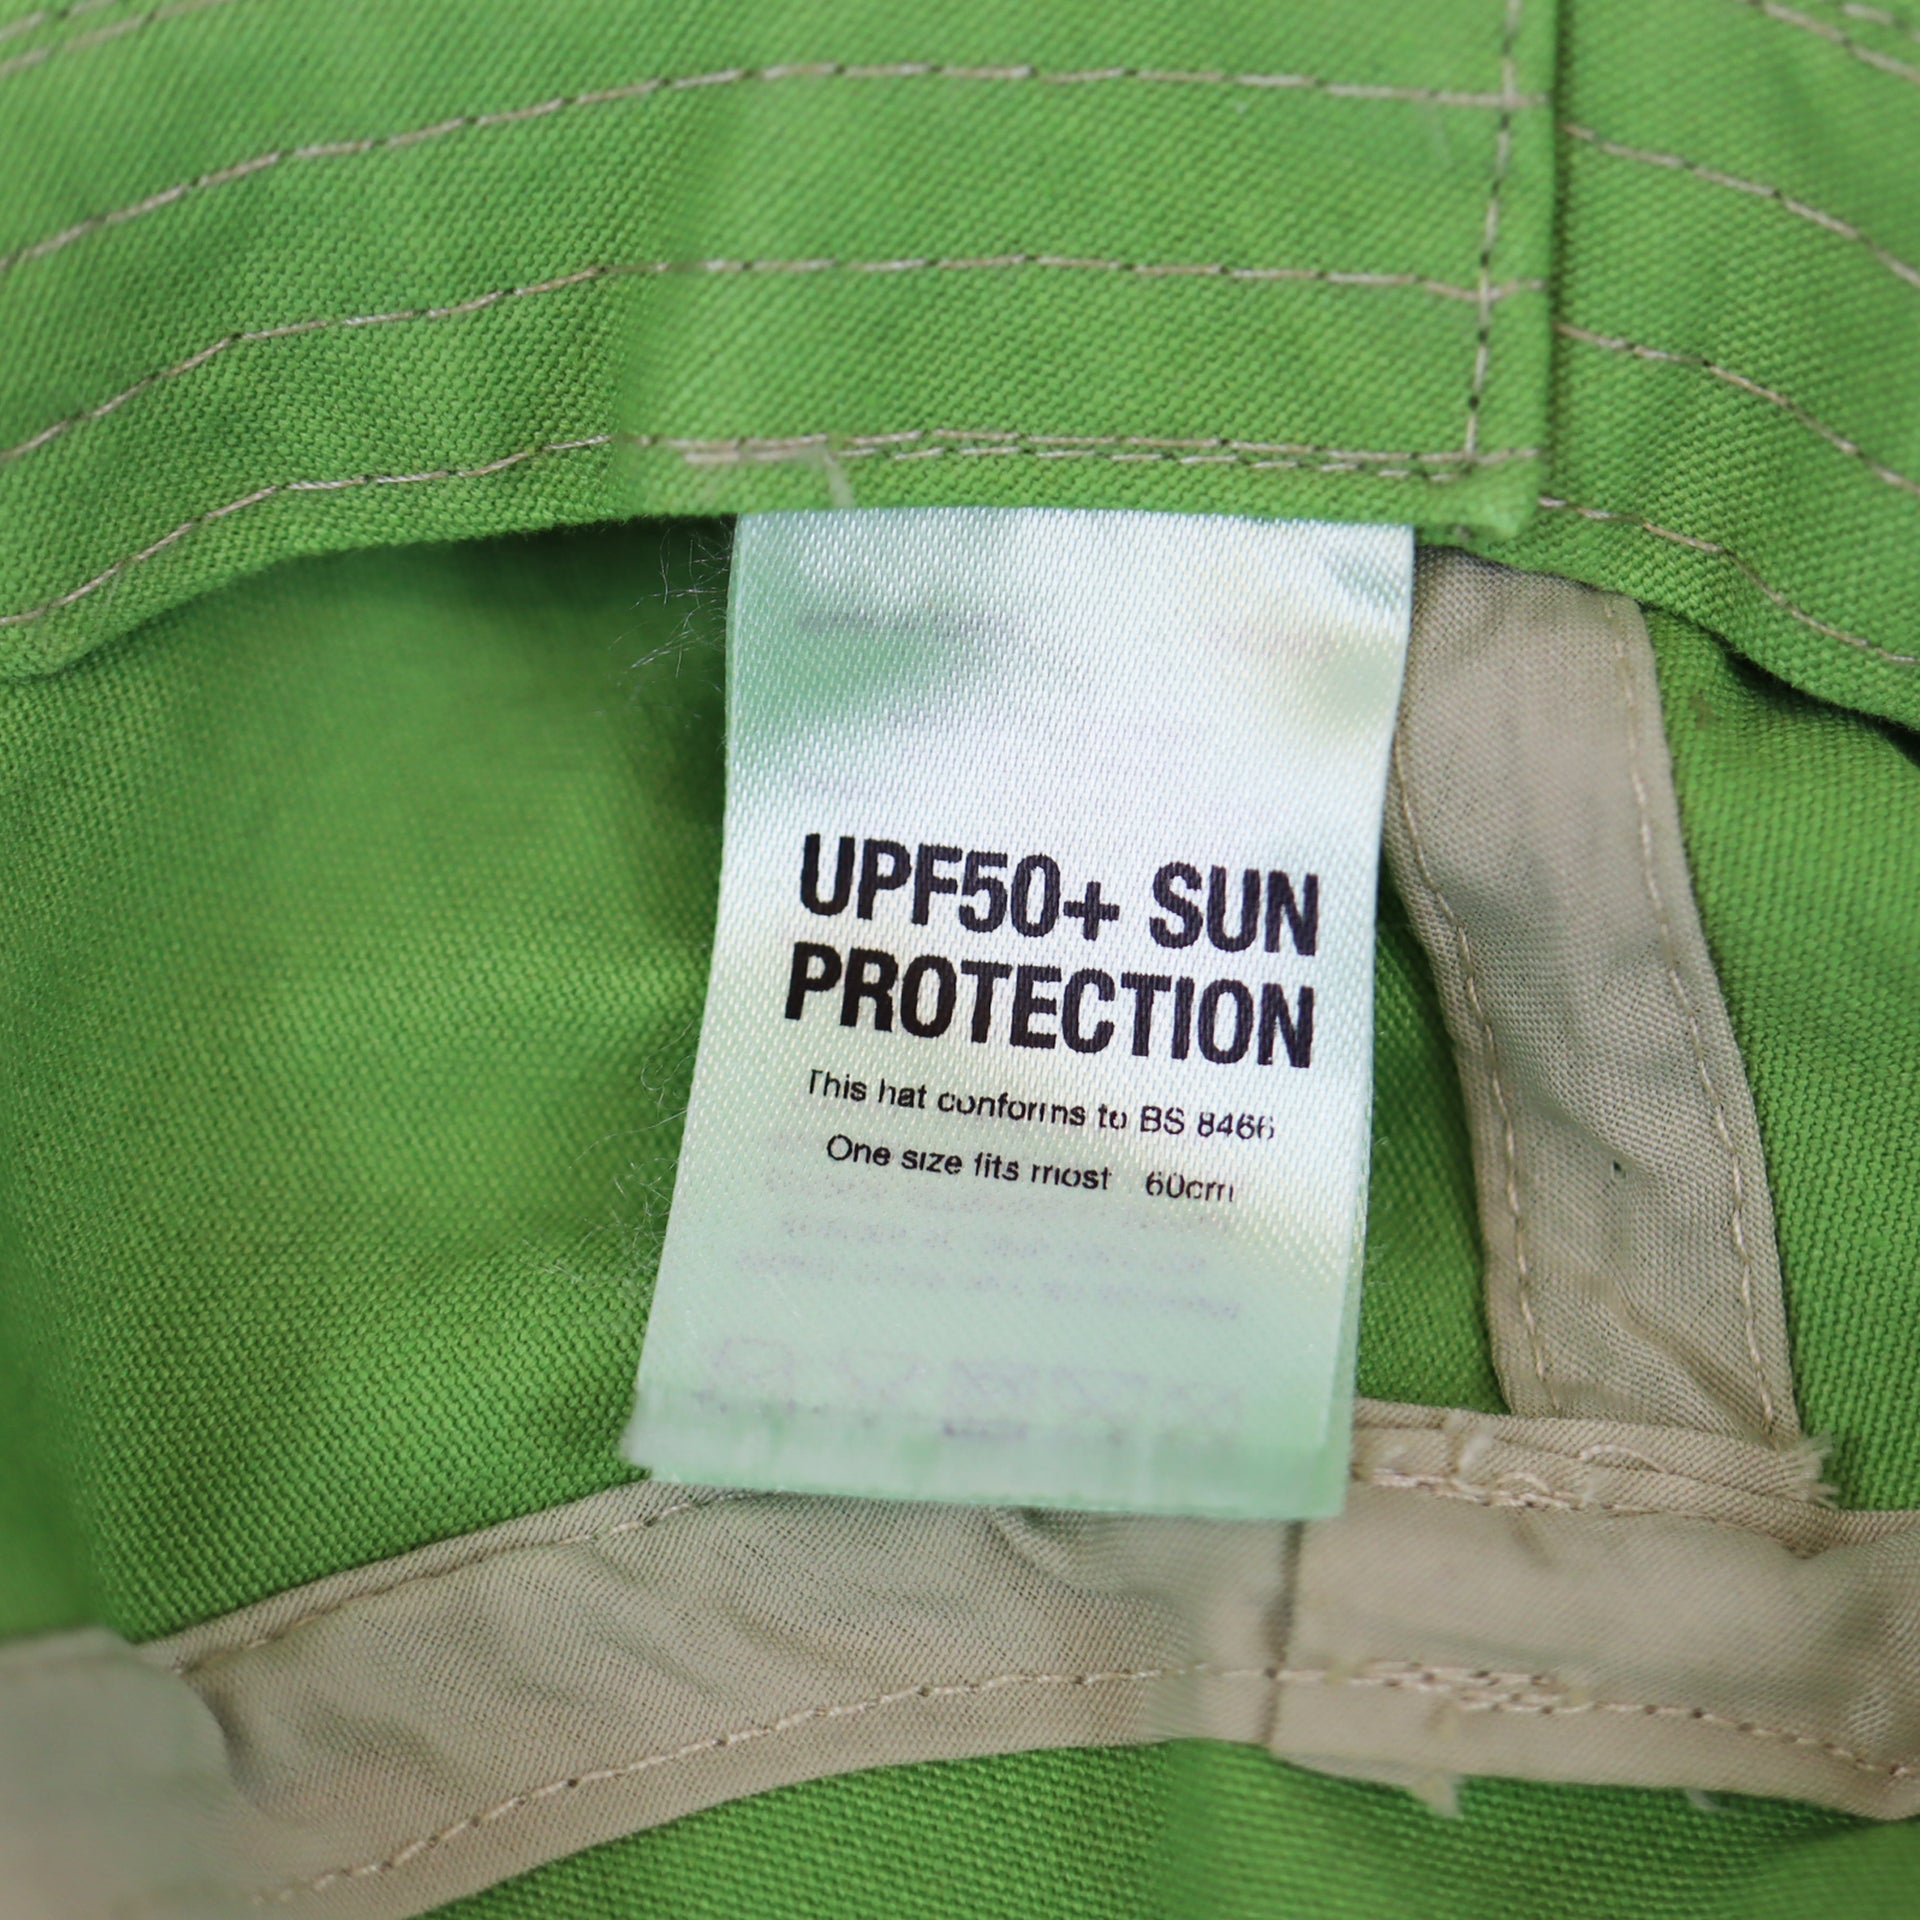 UPF50+ SUN
PROTECTION
This hat conforms to BS 8466
One size fits most 60cm